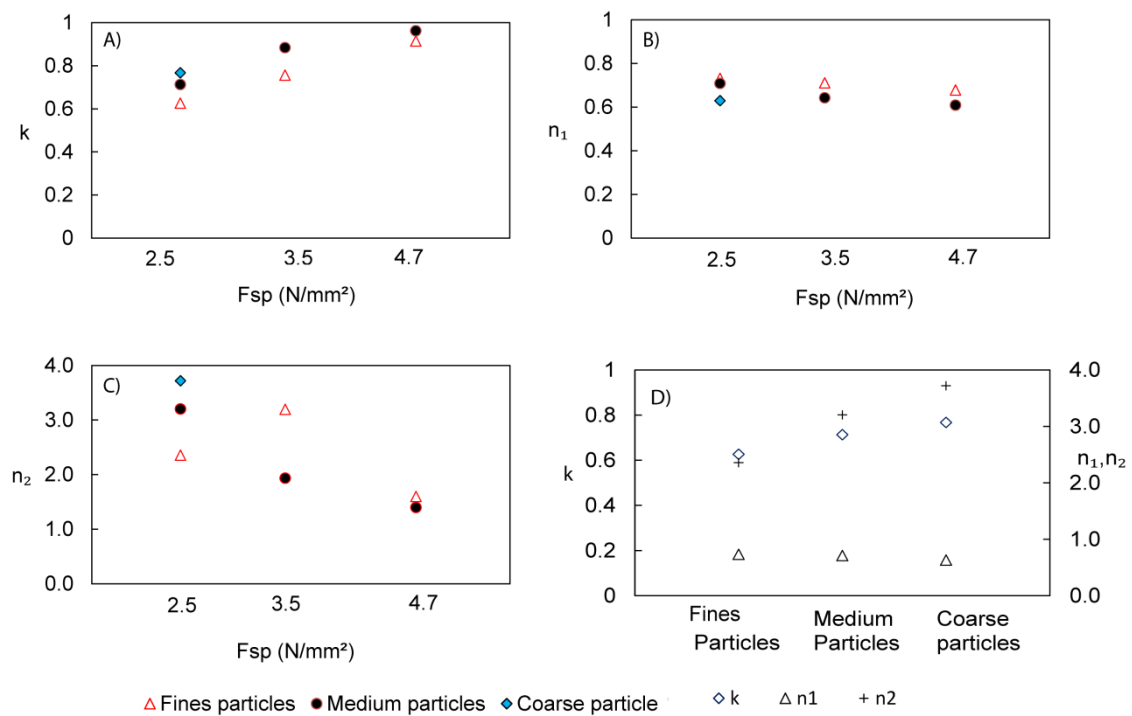 A)
1
0.8
0.6
0.4
0.2
0
k
2.5 3.5 4.7
Fsp (N/mm²)
B)
1
0.8
0.6
0.4
0.2
0
n₁
2.5 3.5 4.7
Fsp (N/mm²)
C)
4.0
3.0
2.0
1.0
0.0
n₂
2.5 3.5 4.7
Fsp (N/mm²)
D)
1
0.8
0.6
0.4
0.2
0
k
4.0
3.0
2.0
1.0
0.0
n₁,n₂
Fines
Particles
Medium
Particles
Coarse
particles
Fines particles Medium particles Coarse particle k n1 n2